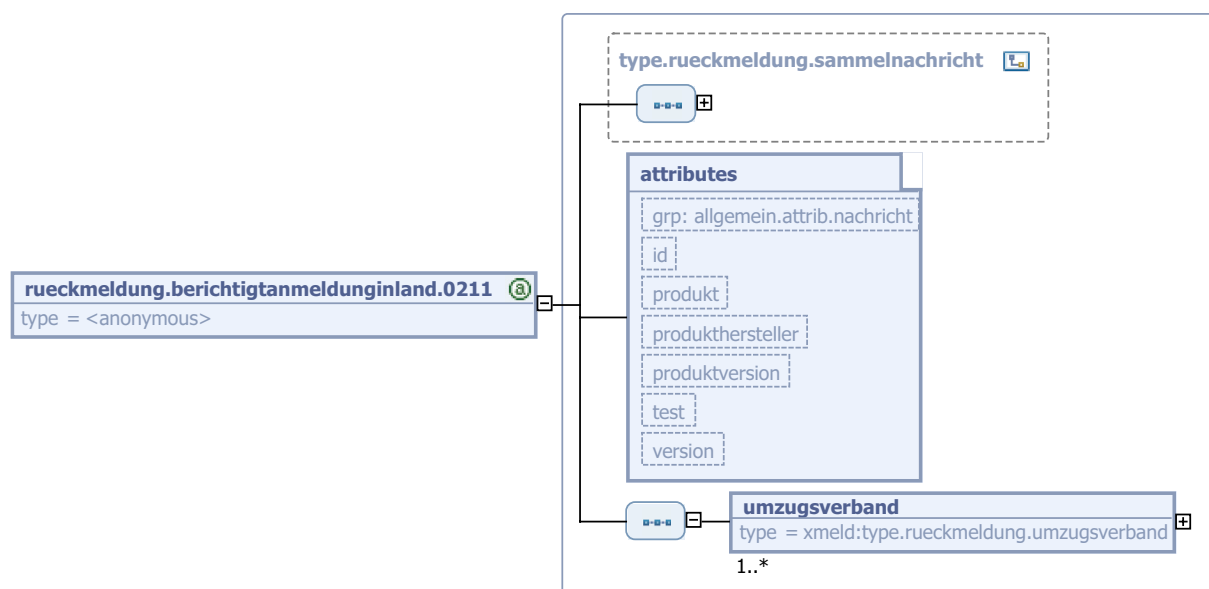 type.rueckmeldung.sammelnachricht
attributes
grp: allgemein.attrib.nachricht
id
produkt
produkthersteller
produktversion
test
version
rueckmeldung.berichtigtanmeldunginland.0211 a
type = <anonymous>
umzugsverband
type = xmeld:type.rueckmeldung.umzugsverband
1..*